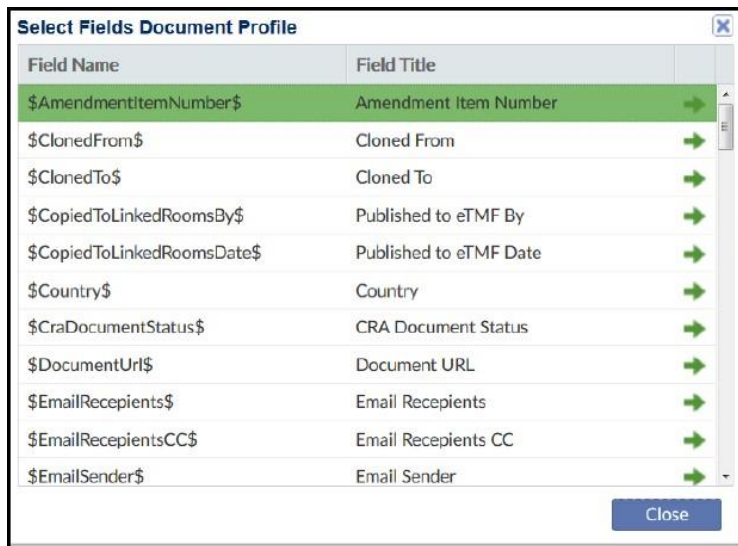 Select Fields Document Profile
Field Name Field Title
$AmendmentItemNumber$ Amendment Item Number
$ClonedFrom$ Cloned From
$ClonedTo$ Cloned To
$CopiedToLinkedRoomsBy$ Published to eTMF By
$CopiedToLinkedRoomsDate$ Published to eTMF Date
$Country$ Country
$CraDocumentStatus$ CRA Document Status
$DocumentUrl$ Document URL
$EmailRecepients$ Email Recepients
$EmailRecepientsCC$ Email Recepients CC
$EmailSender$ Email Sender
Close